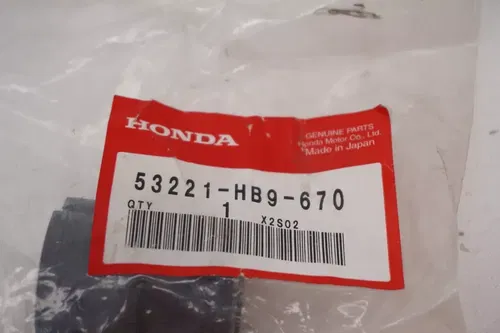 HONDA
GENUINE PARTS
Honda Motor Co., Ltd.
Made in Japan
53221-HB9-670
QTY 1 X2S02